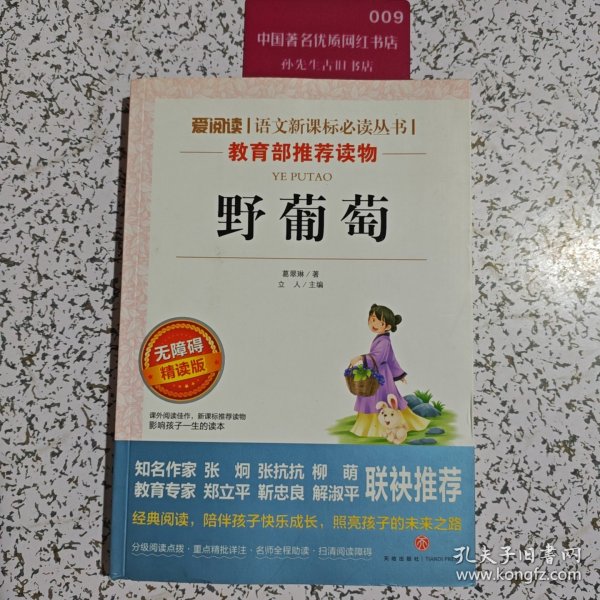 009
中国著名优质网红书店
孙先生古旧书店
爱阅读 | 语文新课标必读丛书 |
教育部推荐读物
YE PUTAO
野葡萄
葛翠琳/著
立 人/主编
无障碍
精读版
课外阅读佳作，新课标推荐读物
影响孩子一生的读本
知名作家 张 炯 张抗抗 柳 萌
教育专家 郑立平 靳忠良 解淑平
联袂推荐
经典阅读，陪伴孩子快乐成长，照亮孩子的未来之路
分级阅读点拨·重点精批详注·名师全程助读·扫清阅读障碍
天地出版社 | TIANDI PRESS
孔夫子旧书网
www.kongfz.com